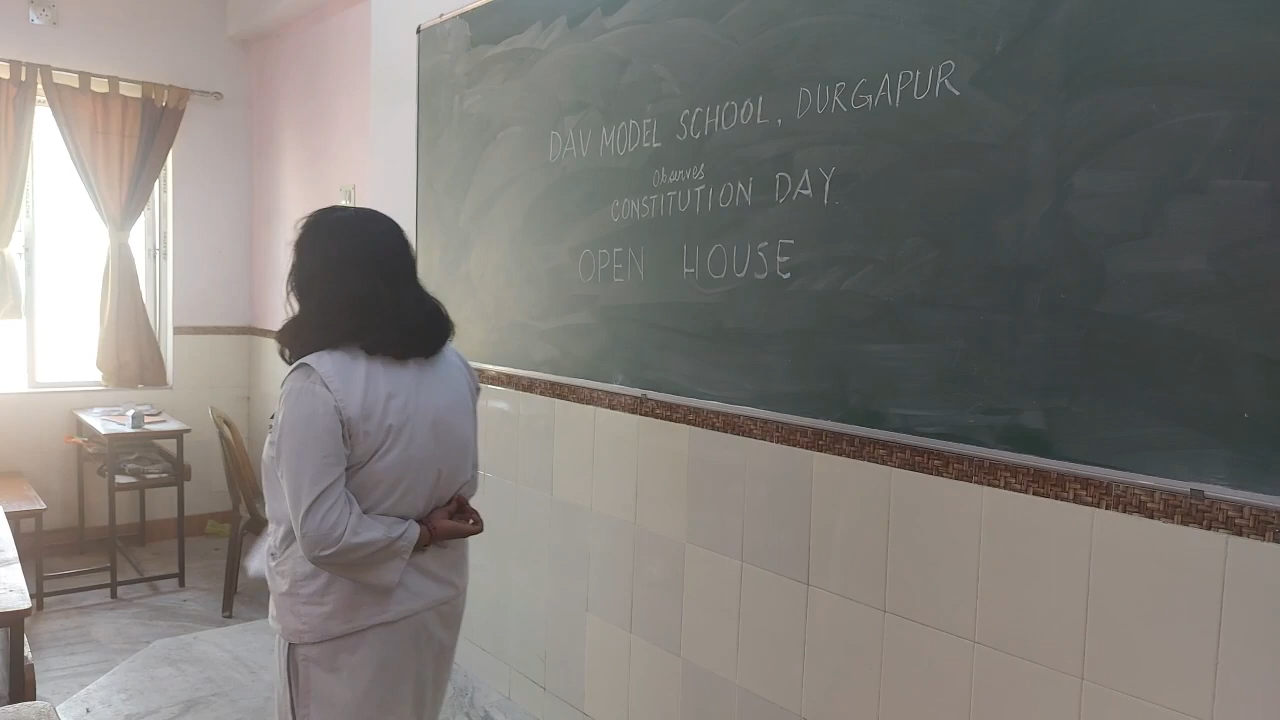 DAV MODEL SCHOOL, DURGAPUR
Observes
CONSTITUTION DAY
OPEN HOUSE